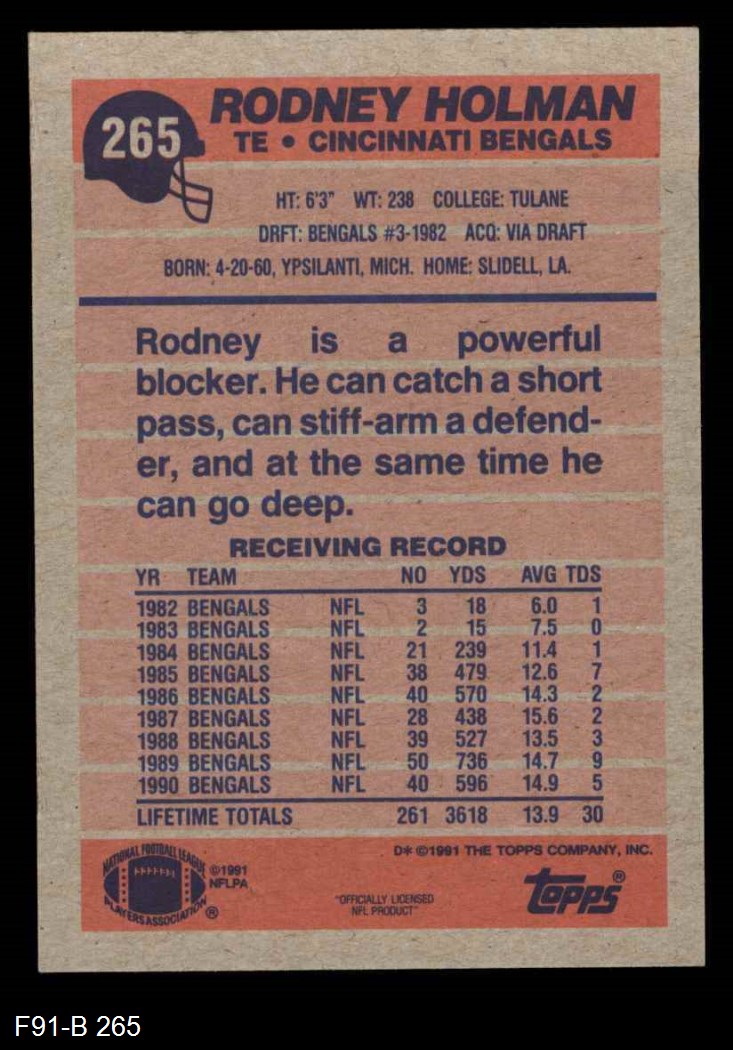 265
RODNEY HOLMAN
TE • CINCINNATI BENGALS
HT: 6'3" WT: 238 COLLEGE: TULANE
DRFT: BENGALS #3-1982 ACQ: VIA DRAFT
BORN: 4-20-60, YPSILANTI, MICH. HOME: SLIDELL, LA.
Rodney is a powerful
blocker. He can catch a short
pass, can stiff-arm a defend-
er, and at the same time he
can go deep.
RECEIVING RECORD
YR TEAM NO YDS AVG TDS
1982 BENGALS NFL 3 18 6.0 1
1983 BENGALS NFL 2 15 7.5 0
1984 BENGALS NFL 21 239 11.4 1
1985 BENGALS NFL 38 479 12.6 7
1986 BENGALS NFL 40 570 14.3 2
1987 BENGALS NFL 28 438 15.6 2
1988 BENGALS NFL 39 527 13.5 3
1989 BENGALS NFL 50 736 14.7 9
1990 BENGALS NFL 40 596 14.9 5
LIFETIME TOTALS 261 3618 13.9 30
NATIONAL FOOTBALL LEAGUE
PLAYERS ASSOCIATION ®
©1991
NFLPA
D* ©1991 THE TOPPS COMPANY, INC.
"OFFICIALLY LICENSED
NFL PRODUCT"
topps®
F91-B 265